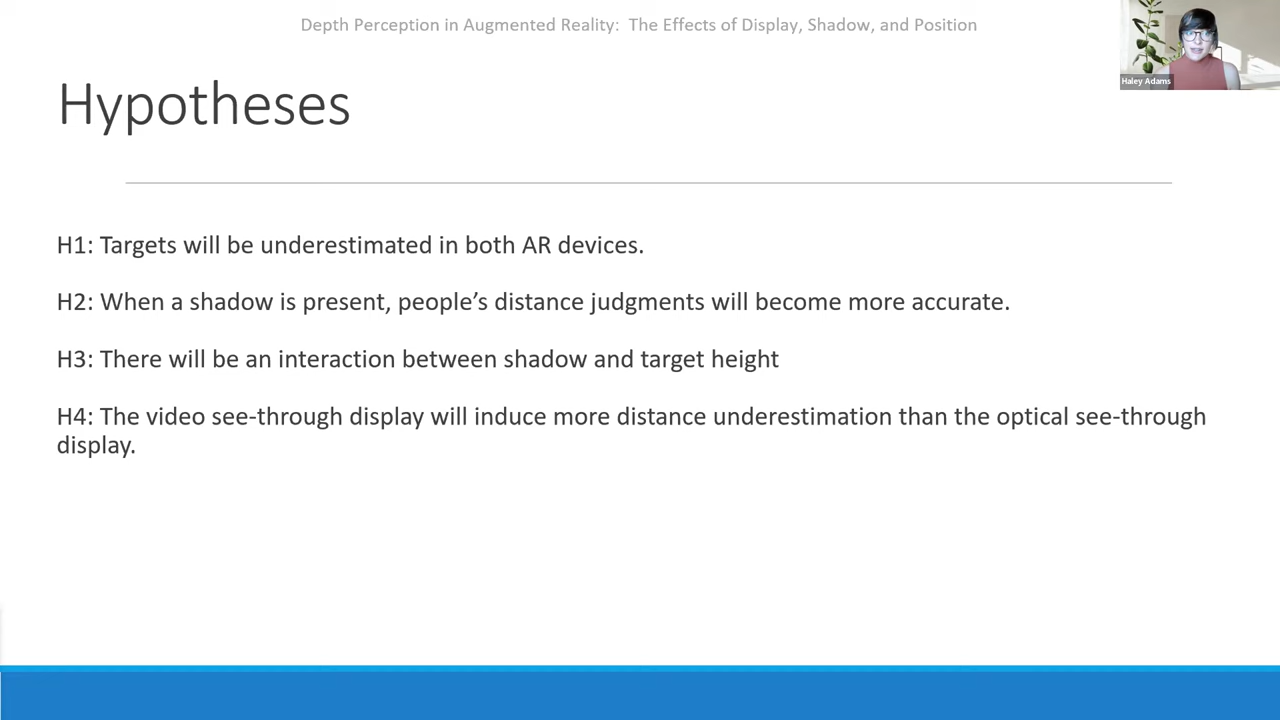 Depth Perception in Augmented Reality:  The Effects of Display, Shadow, and Position
Haley Adams
Hypotheses
H1: Targets will be underestimated in both AR devices.
H2: When a shadow is present, people’s distance judgments will become more accurate.
H3: There will be an interaction between shadow and target height
H4: The video see-through display will induce more distance underestimation than the optical see-through
display.